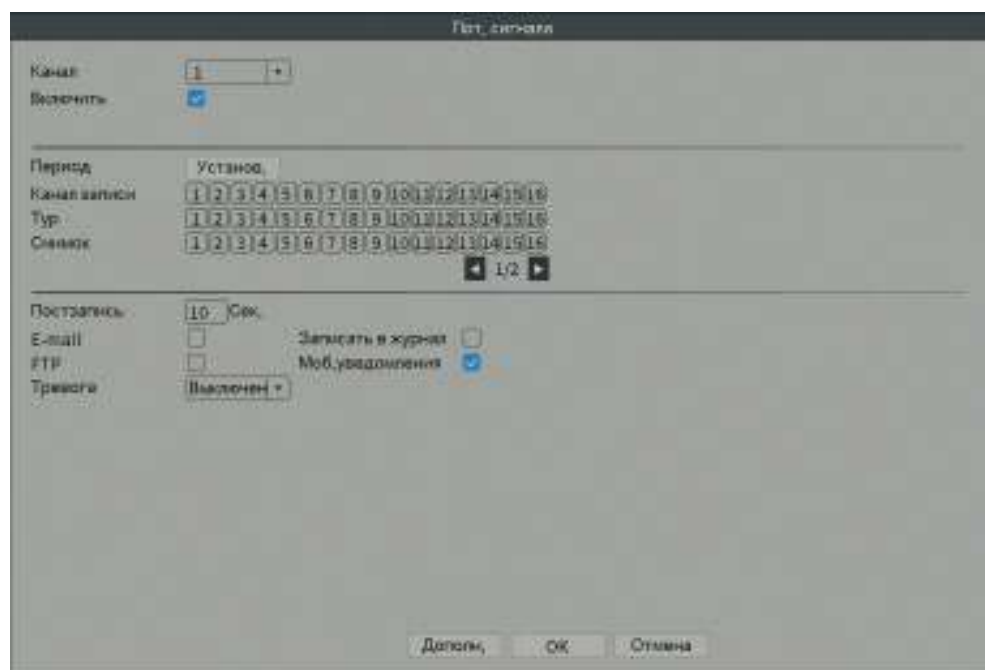 Пот. сигнала
Канал 1
Включить
Период Установ.
Канал записи 1 2 3 4 5 6 7 8 9 10 11 12 13 14 15 16
Тур 1 2 3 4 5 6 7 8 9 10 11 12 13 14 15 16
Снимок 1 2 3 4 5 6 7 8 9 10 11 12 13 14 15 16
1/2
Постзапись 10 Сек.
E-mail Записать в журнал
FTP Моб.уведомления
Тревога Выключен
Дополн. OK Отмена